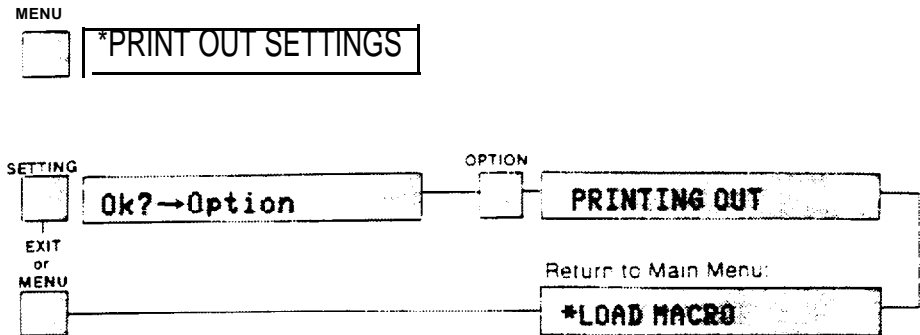 MENU
*PRINT OUT SETTINGS
SETTING
Ok?→Option
OPTION
PRINTING OUT
EXIT
or
MENU
Return to Main Menu:
*LOAD MACRO